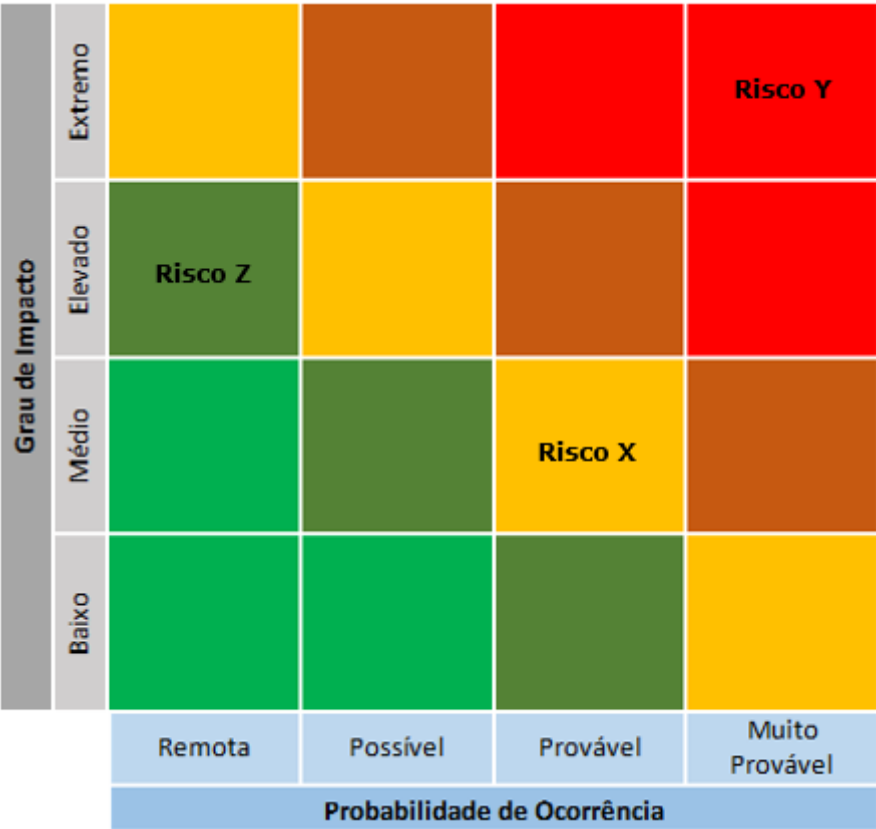 Grau de Impacto
Extremo
Risco Y
Elevado
Risco Z
Médio
Risco X
Baixo
Remota
Possível
Provável
Muito
Provável
Probabilidade de Ocorrência